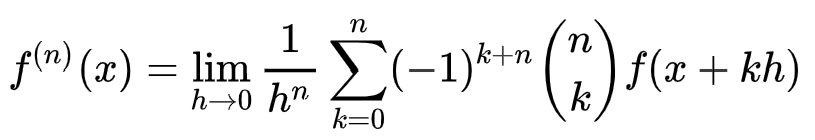 f^{(n)}(x) = \lim_{h \to 0} \frac{1}{h^n} \sum_{k=0}^{n} (-1)^{k+n} \binom{n}{k} f(x + kh)